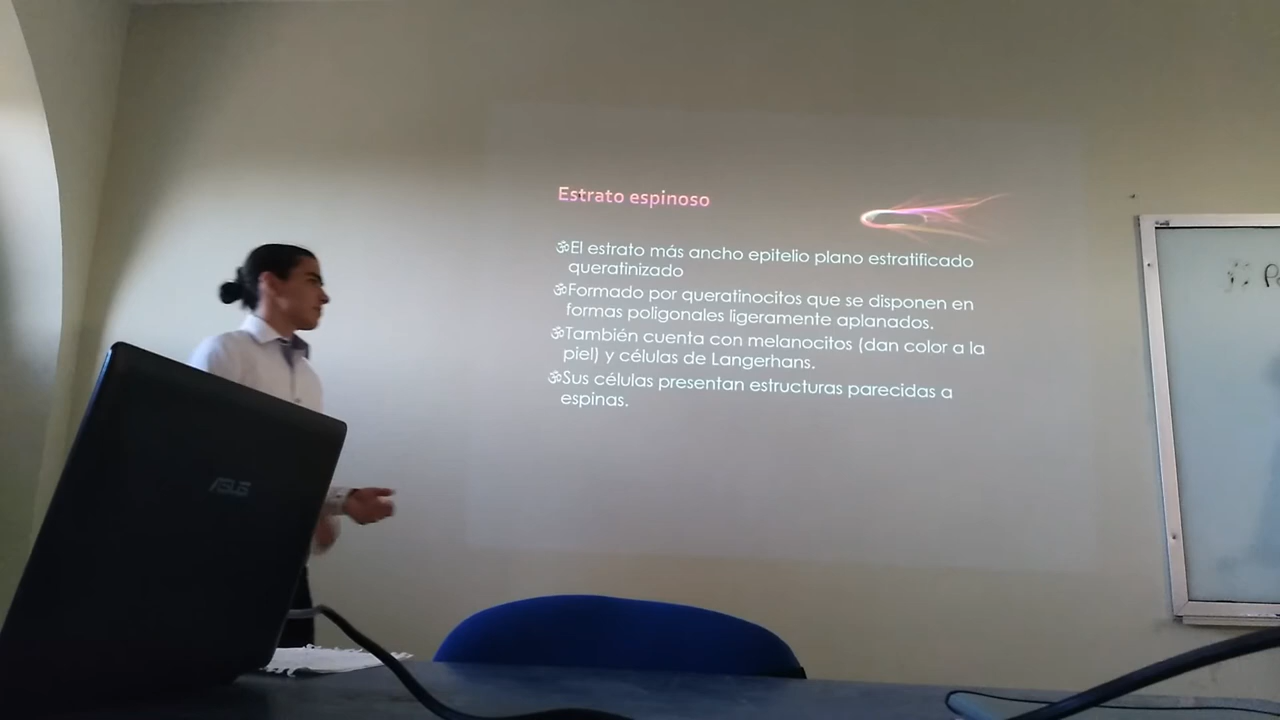 Estrato espinoso
ॐEl estrato más ancho epitelio plano estratificado
queratinizado
ॐFormado por queratinocitos que se disponen en
formas poligonales ligeramente aplanados.
ॐTambién cuenta con melanocitos (dan color a la
piel) y células de Langerhans.
ॐSus células presentan estructuras parecidas a
espinas.
ASUS